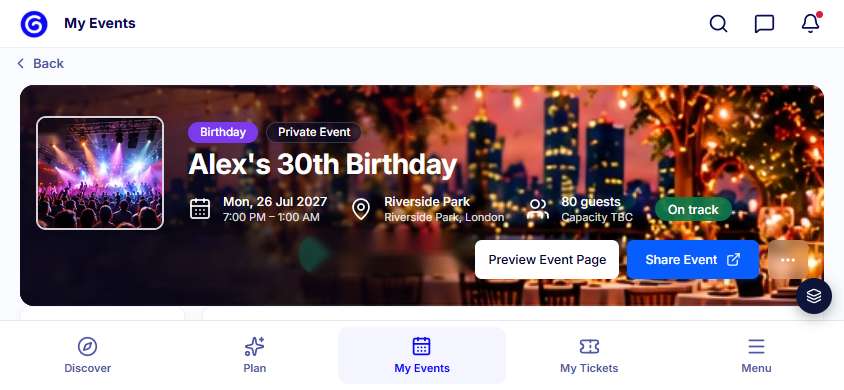 My Events
Back
Birthday
Private Event
Alex's 30th Birthday
Mon, 26 Jul 2027
7:00 PM – 1:00 AM
Riverside Park
Riverside Park, London
80 guests
Capacity TBC
On track
Preview Event Page
Share Event
Discover
Plan
My Events
My Tickets
Menu